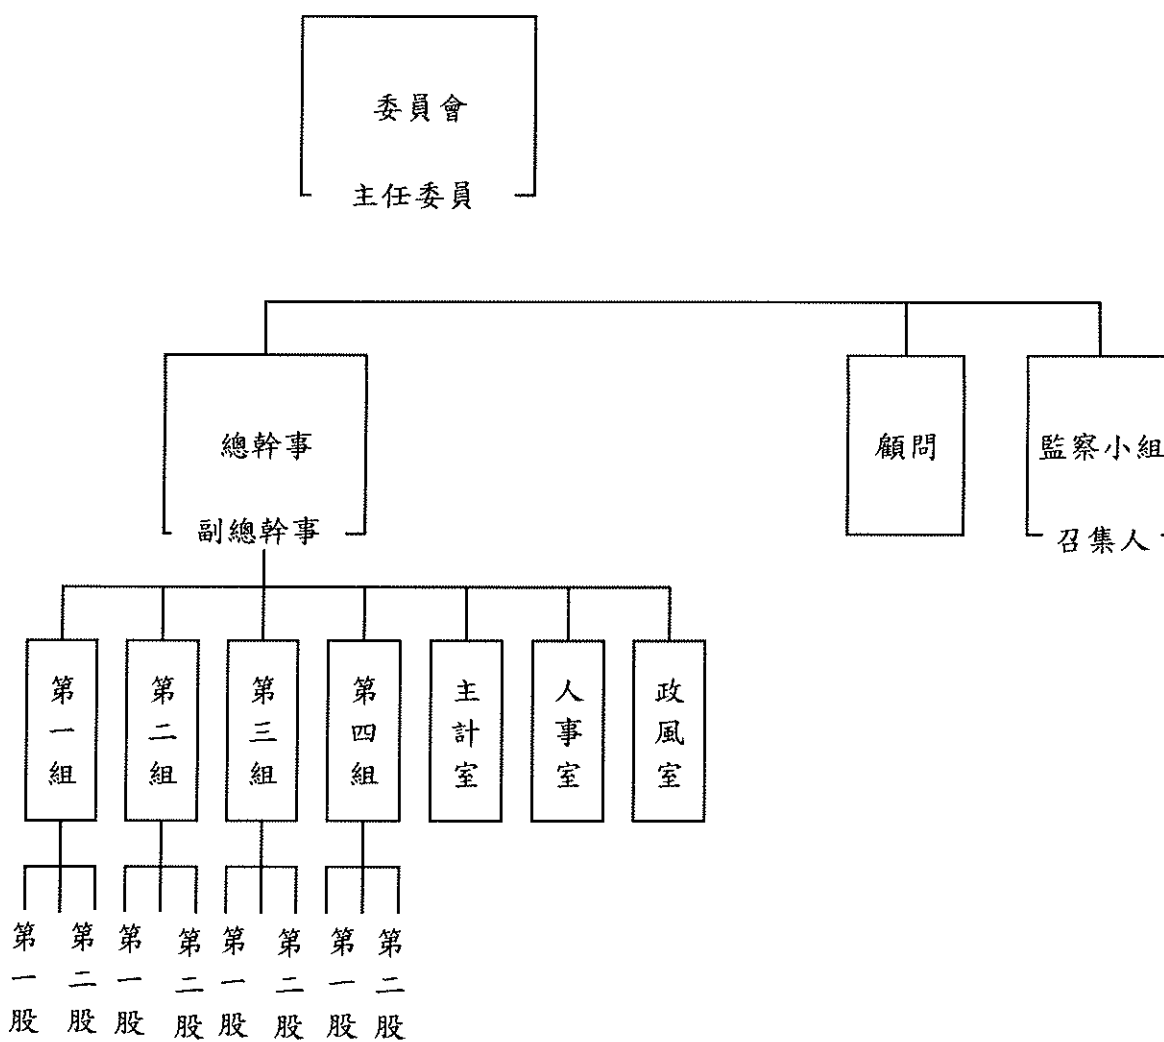 委員會
主任委員
總幹事
副總幹事
顧問
監察小組
召集人
第一組
第二組
第三組
第四組
主計室
人事室
政風室
第一股
第二股
第一股
第二股
第一股
第二股
第一股
第二股